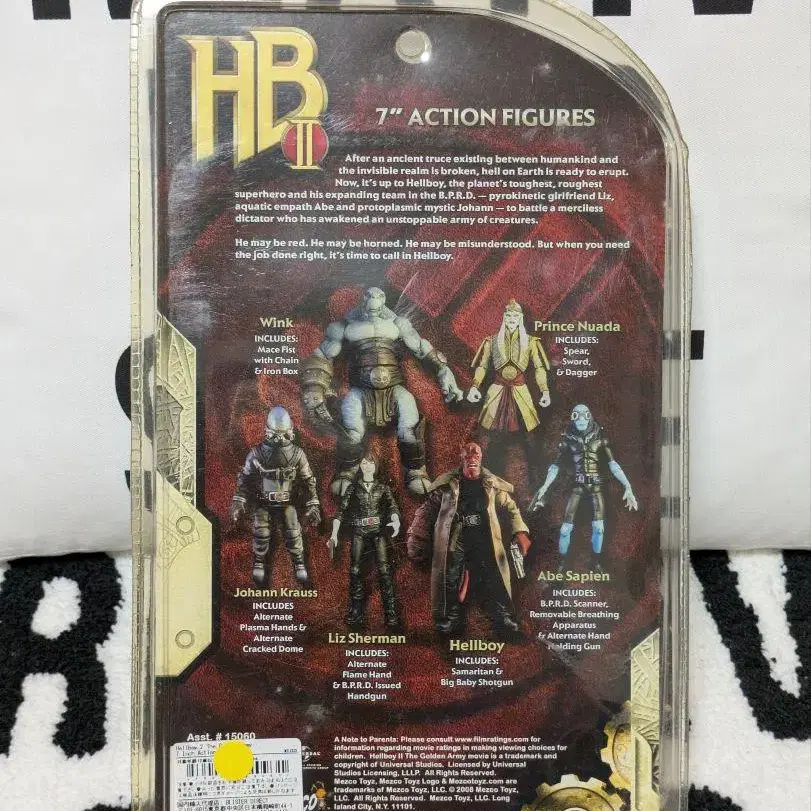 HB
II
7" ACTION FIGURES
After an ancient truce existing between humankind and
the invisible realm is broken, hell on Earth is ready to erupt.
Now, it's up to Hellboy, the planet's toughest, roughest
superhero and his expanding team in the B.P.R.D. — pyrokinetic girlfriend Liz,
aquatic empath Abe and protoplasmic mystic Johann — to battle a merciless
dictator who has awakened an unstoppable army of creatures.
He may be red. He may be horned. He may be misunderstood. But when you need
the job done right, it's time to call in Hellboy.
Wink
INCLUDES:
Mace Fist
with Chain
& Iron Box
Prince Nuada
INCLUDES:
Spear,
Sword,
& Dagger
Johann Krauss
INCLUDES
Alternate
Plasma Hands &
Alternate
Cracked Dome
Liz Sherman
INCLUDES:
Alternate
Flame Hand
& B.P.R.D. Issued
Handgun
Hellboy
INCLUDES:
Samaritan &
Big Baby Shotgun
Abe Sapien
INCLUDES:
B.P.R.D. Scanner,
Removable Breathing
Apparatus
& Alternate Hand
Holding Gun
Asst. # 15060
Hellboy 2 The
7 Inch Action
A Note to Parents: Please consult www.filmratings.com for
information regarding movie ratings in making viewing choices for
children. Hellboy II The Golden Army movie is a trademark and
copyright of Universal Studios. Licensed by Universal
Studios Licensing, LLLP. All Rights Reserved.
Mezco Toyz, Mezco Toyz Logo & Mezcotoyz.com are
trademarks of Mezco Toyz, LLC. © 2008 Mezco Toyz,
LLC. All Rights Reserved. Mezco Toyz, LLC. Long
Island City, N.Y. 11101.